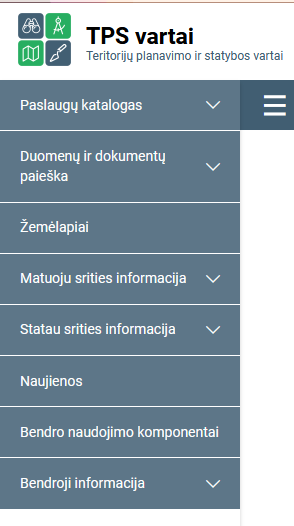 TPS vartai
Teritorijų planavimo ir statybos vartai
Paslaugų katalogas
Duomenų ir dokumentų
paieška
Žemėlapiai
Matuoju srities informacija
Statau srities informacija
Naujienos
Bendro naudojimo komponentai
Bendroji informacija